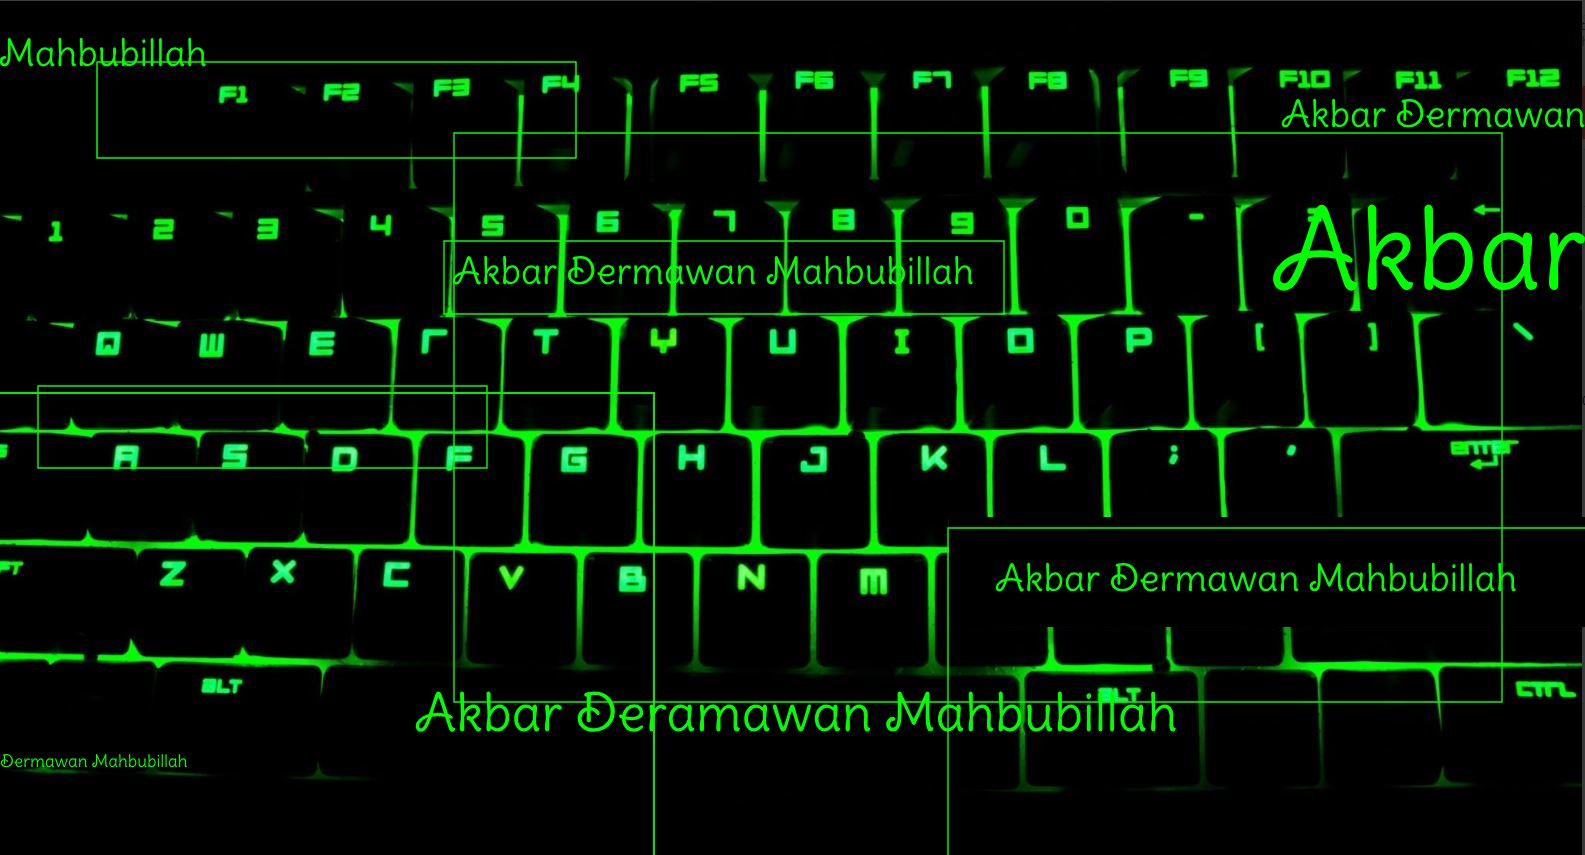 Mahbubillah
F1 F2 F3 F4 F5 F6 F7 F8 F9 F10 F11 F12
Akbar Dermawan
1 2 3 4 5 6 7 8 9 0 -
Akbar
Akbar Dermawan Mahbubillah
Q W E r T Y U I O P [ ] \
A S D F G H J K L ; '
ENTER
Z X C V B N M
Akbar Dermawan Mahbubillah
ALT ALT CTRL
Akbar Deramawan Mahbubillah
Dermawan Mahbubillah